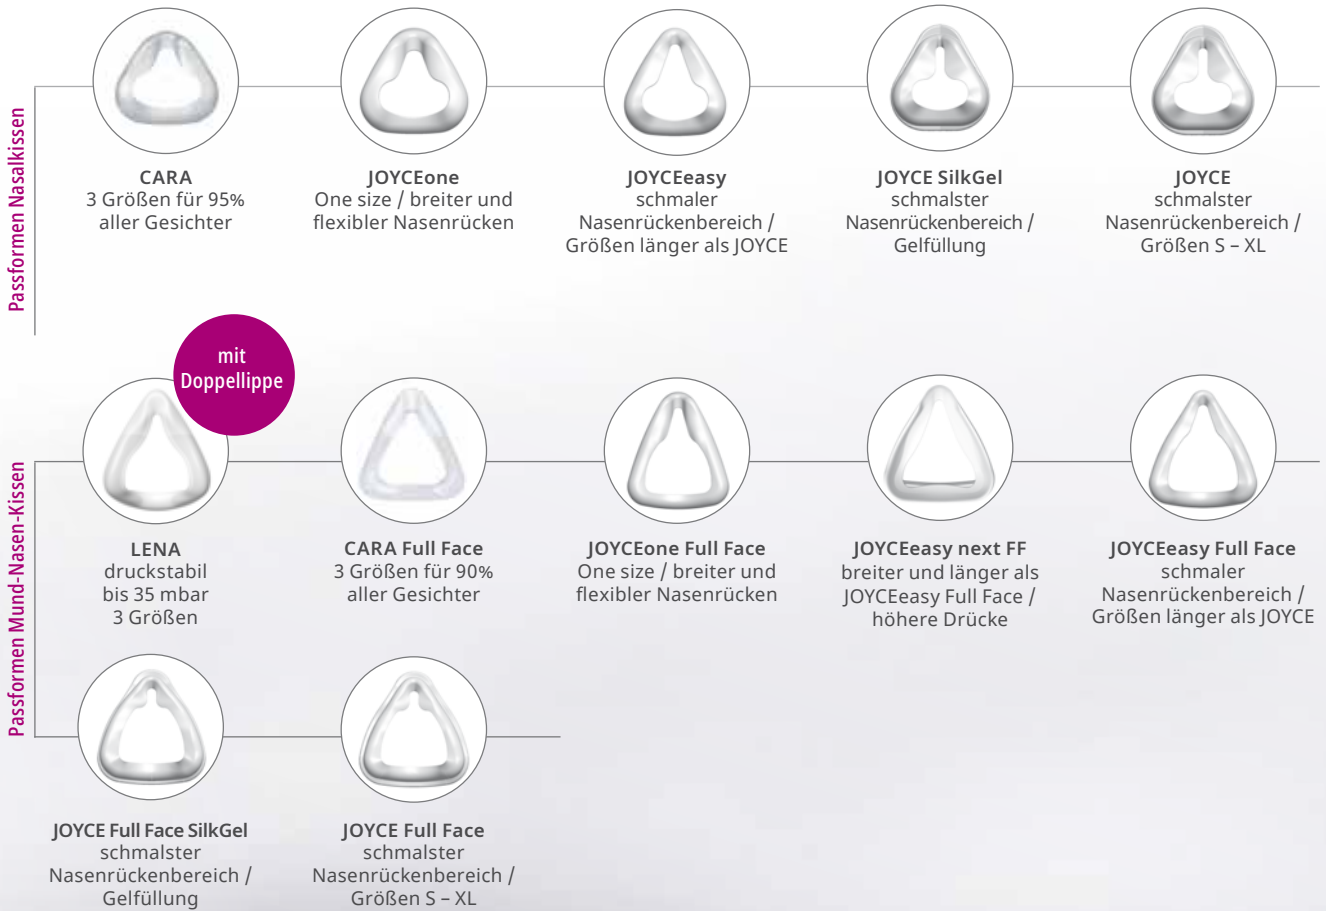 Passformen Nasalkissen
CARA
3 Größen für 95%
aller Gesichter
JOYCEone
One size / breiter und
flexibler Nasenrücken
JOYCEeasy
schmaler
Nasenrückenbereich /
Größen länger als JOYCE
JOYCE SilkGel
schmalster
Nasenrückenbereich /
Gelfüllung
JOYCE
schmalster
Nasenrückenbereich /
Größen S – XL
Passformen Mund-Nasen-Kissen
mit
Doppellippe
LENA
druckstabil
bis 35 mbar
3 Größen
CARA Full Face
3 Größen für 90%
aller Gesichter
JOYCEone Full Face
One size / breiter und
flexibler Nasenrücken
JOYCEeasy next FF
breiter und länger als
JOYCEeasy Full Face /
höhere Drücke
JOYCEeasy Full Face
schmaler
Nasenrückenbereich /
Größen länger als JOYCE
JOYCE Full Face SilkGel
schmalster
Nasenrückenbereich /
Gelfüllung
JOYCE Full Face
schmalster
Nasenrückenbereich /
Größen S – XL